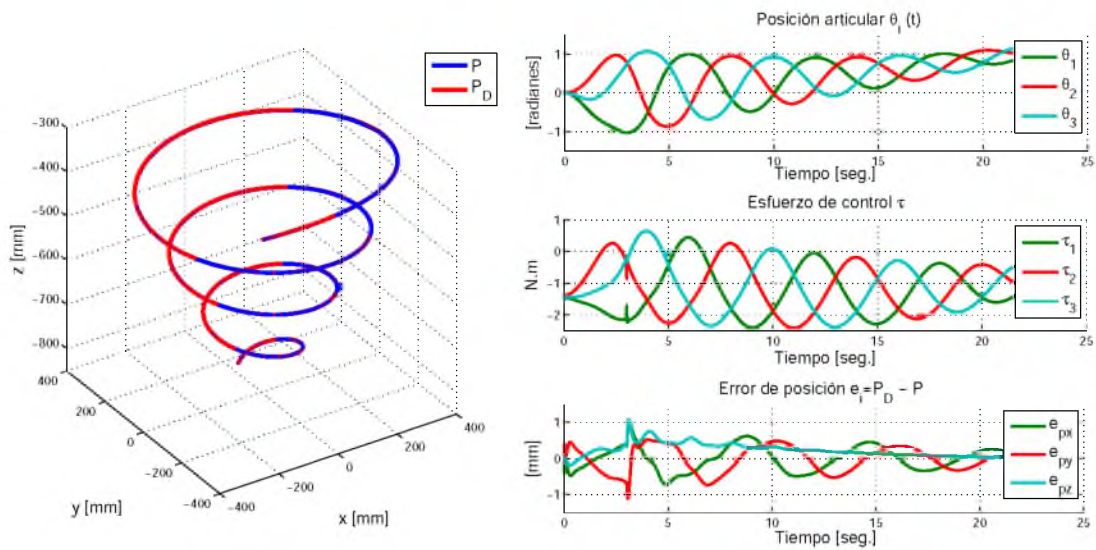 P
P_D
−300
−400
−500
−600
−700
−800
z [mm]
400
200
0
−200
−400
y [mm]
−400
−200
0
200
400
x [mm]
Posición articular θ_i (t)
1
0
−1
[radianes]
θ_1
θ_2
θ_3
0 5 10 15 20 25
Tiempo [seg.]
Esfuerzo de control τ
1
0
−1
−2
N.m
τ_1
τ_2
τ_3
0 5 10 15 20 25
Tiempo [seg.]
Error de posición e_i=P_D − P
1
0
−1
[mm]
e_px
e_py
e_pz
0 5 10 15 20 25
Tiempo [seg.]